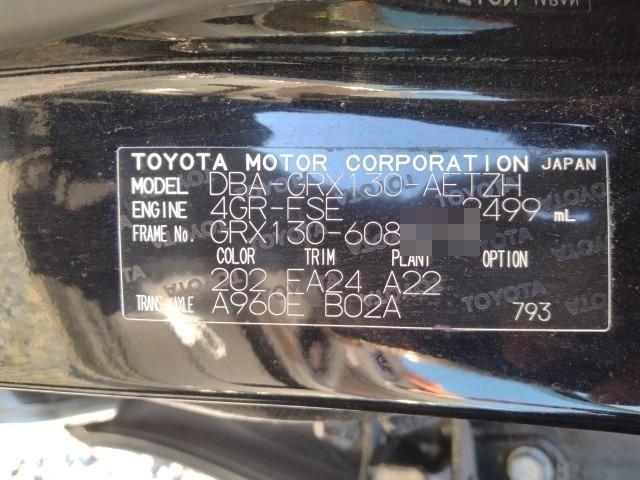 TOYOTA MOTOR CORPORATION JAPAN
MODEL DBA-GRX130-AETZH
ENGINE 4GR-FSE 2499 mL
FRAME No. GRX130-608
COLOR TRIM PLANT OPTION
202 EA24 A22
TRANS./AXLE A960E B02A 793